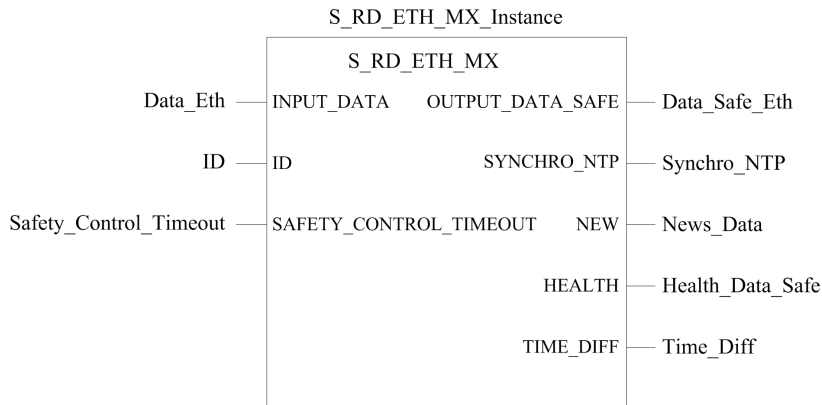 S_RD_ETH_MX_Instance
S_RD_ETH_MX
Data_Eth INPUT_DATA OUTPUT_DATA_SAFE Data_Safe_Eth
ID ID SYNCHRO_NTP Synchro_NTP
Safety_Control_Timeout SAFETY_CONTROL_TIMEOUT NEW News_Data
HEALTH Health_Data_Safe
TIME_DIFF Time_Diff